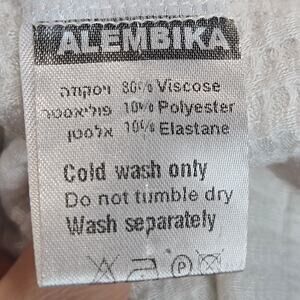 ALEMBIKA
ויסקוזה 80% Viscose
פוליאסטר 10% Polyester
אלסטן 10% Elastane
Cold wash only
Do not tumble dry
Wash separately
P